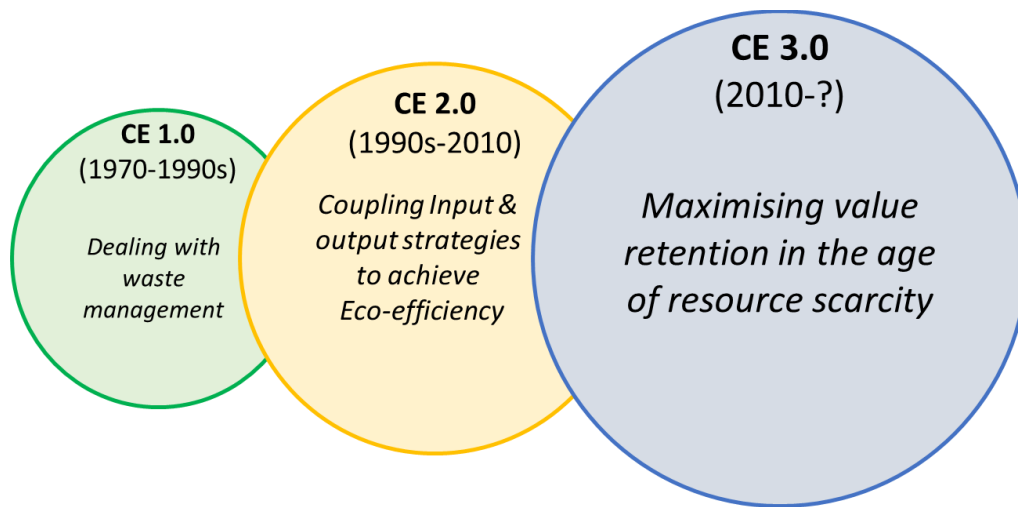 CE 1.0
(1970-1990s)
Dealing with
waste
management
CE 2.0
(1990s-2010)
Coupling Input &
output strategies
to achieve
Eco-efficiency
CE 3.0
(2010-?)
Maximising value
retention in the age
of resource scarcity